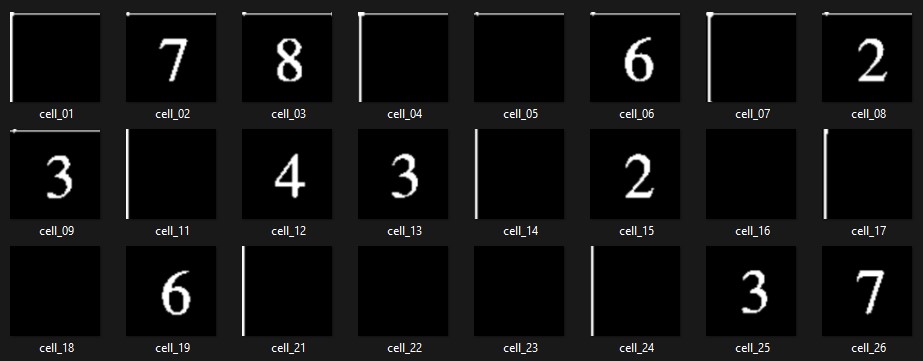 7 8 6 2
cell_01 cell_02 cell_03 cell_04 cell_05 cell_06 cell_07 cell_08
3 4 3 2
cell_09 cell_11 cell_12 cell_13 cell_14 cell_15 cell_16 cell_17
6 3 7
cell_18 cell_19 cell_21 cell_22 cell_23 cell_24 cell_25 cell_26